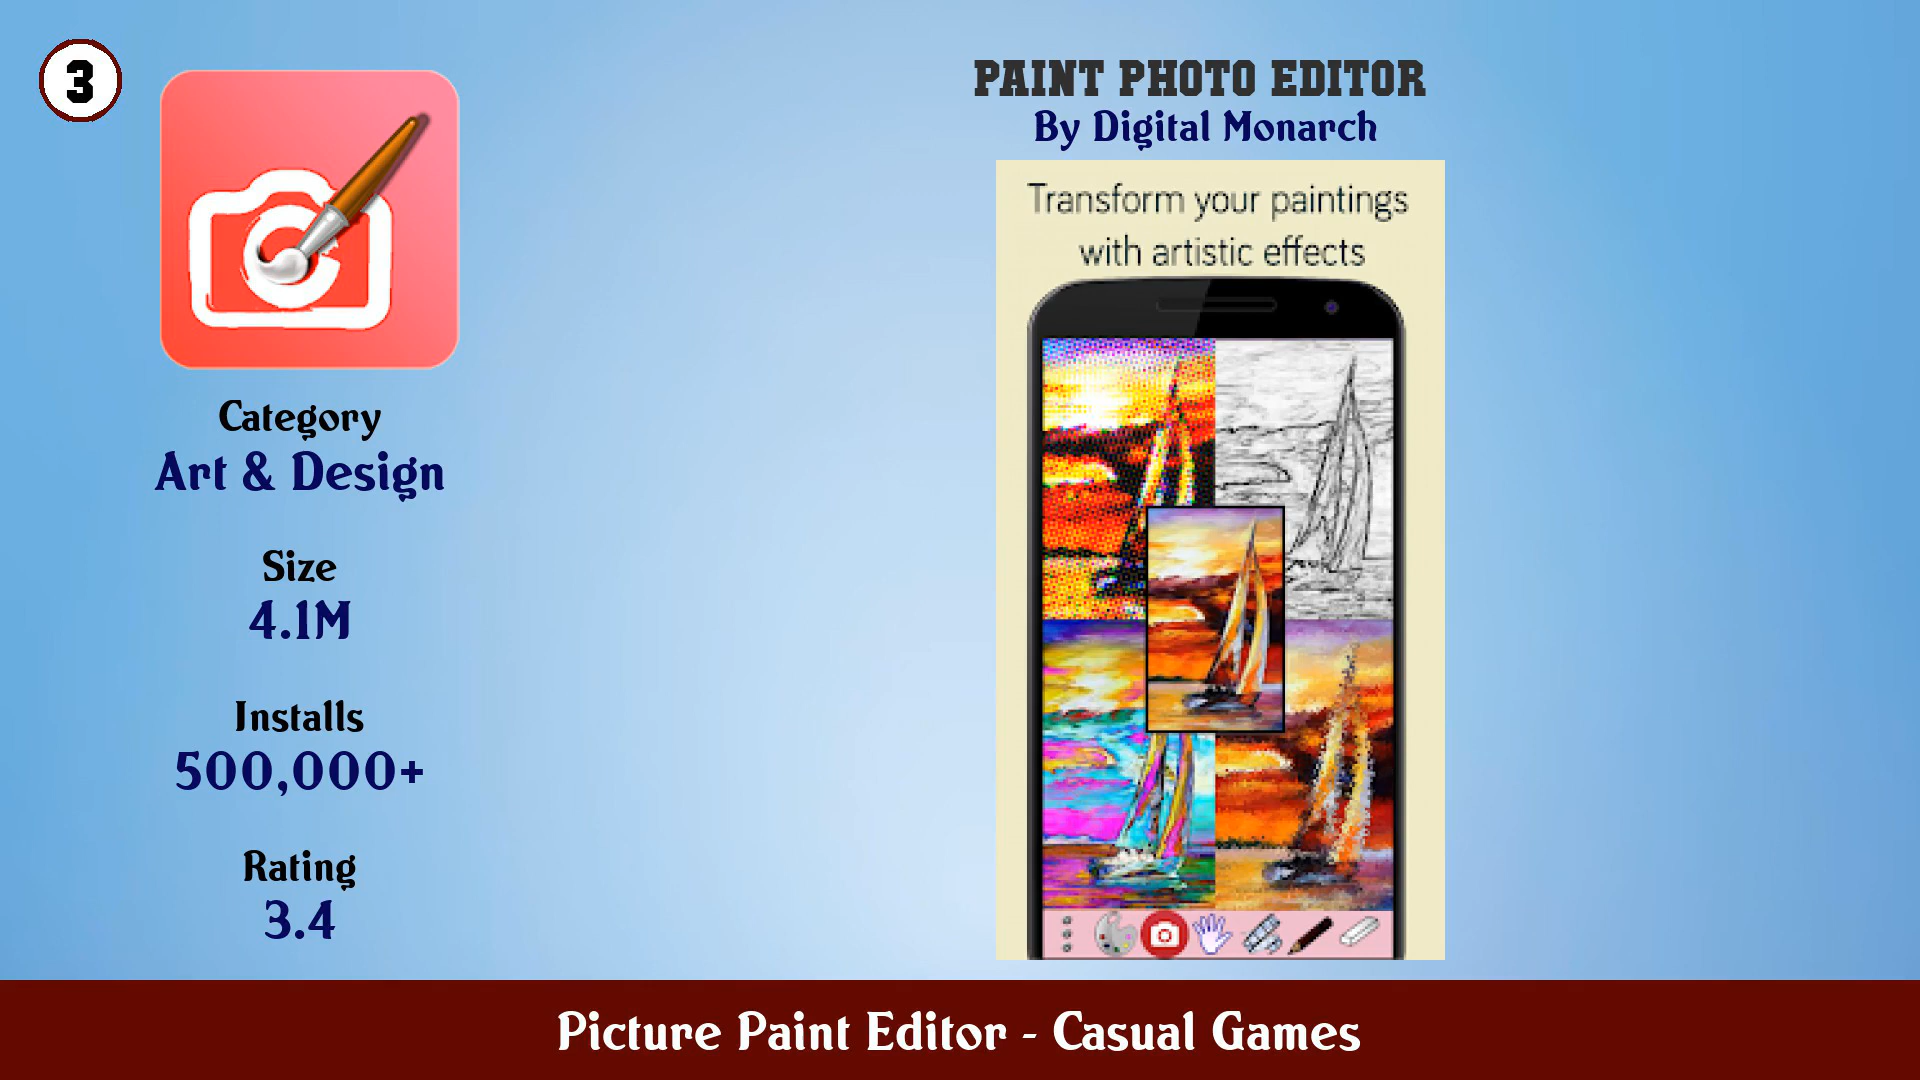 3
PAINT PHOTO EDITOR
By Digital Monarch
Transform your paintings
with artistic effects
Category
Art & Design
Size
4.1M
Installs
500,000+
Rating
3.4
Picture Paint Editor - Casual Games